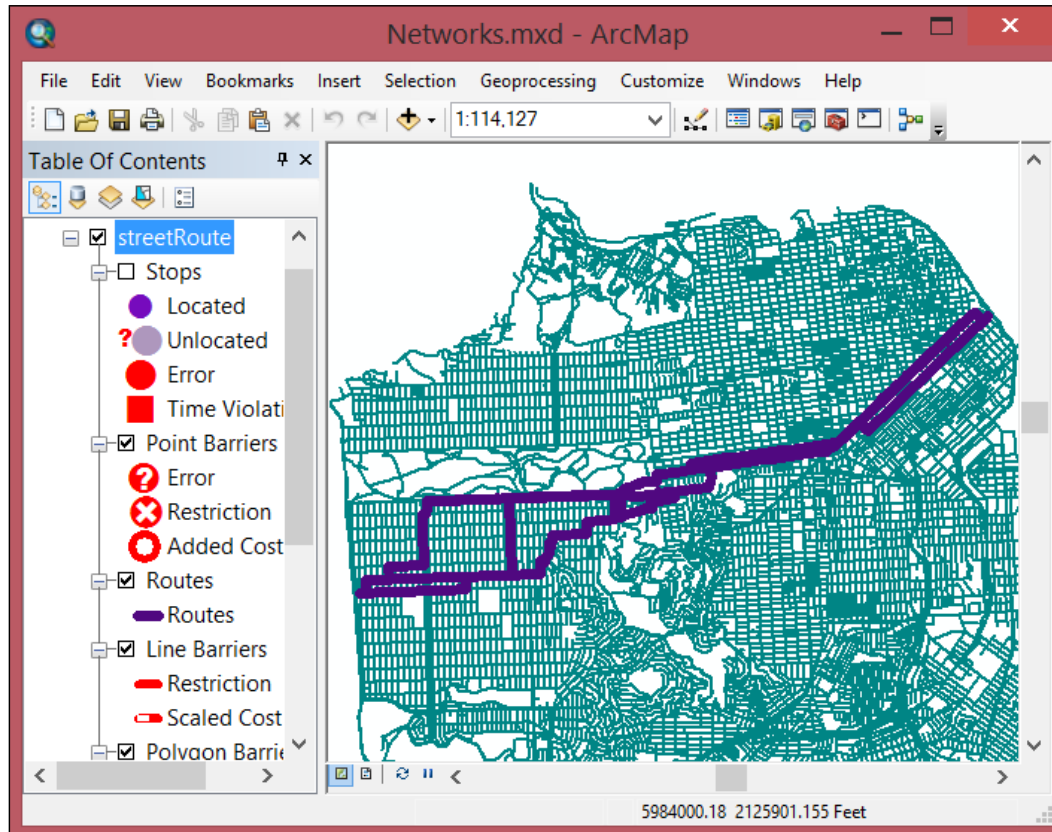 Networks.mxd - ArcMap
File Edit View Bookmarks Insert Selection Geoprocessing Customize Windows Help
1:114,127
Table Of Contents
streetRoute
Stops
Located
? Unlocated
Error
Time Violati
Point Barriers
? Error
Restriction
Added Cost
Routes
Routes
Line Barriers
Restriction
Scaled Cost
Polygon Barrie
5984000.18 2125901.155 Feet